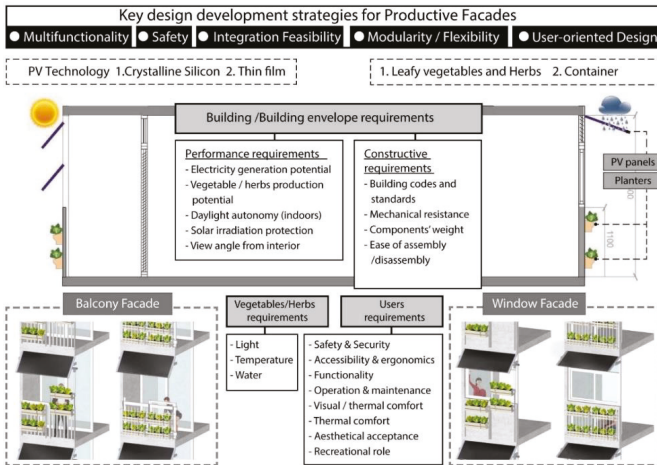 Key design development strategies for Productive Facades
Multifunctionality Safety Integration Feasibility Modularity / Flexibility User-oriented Design
PV Technology 1.Crystalline Silicon 2. Thin film
1. Leafy vegetables and Herbs 2. Container
Building /Building envelope requirements
Performance requirements
- Electricity generation potential
- Vegetable / herbs production
potential
- Daylight autonomy (indoors)
- Solar irradiation protection
- View angle from interior
Constructive
requirements
- Building codes and
standards
- Mechanical resistance
- Components' weight
- Ease of assembly
/disassembly
PV panels
Planters
1100
Balcony Facade
Vegetables/Herbs
requirements
- Light
- Temperature
- Water
Users
requirements
- Safety & Security
- Accessibility & ergonomics
- Functionality
- Operation & maintenance
- Visual / thermal comfort
- Thermal comfort
- Aesthetical acceptance
- Recreational role
Window Facade